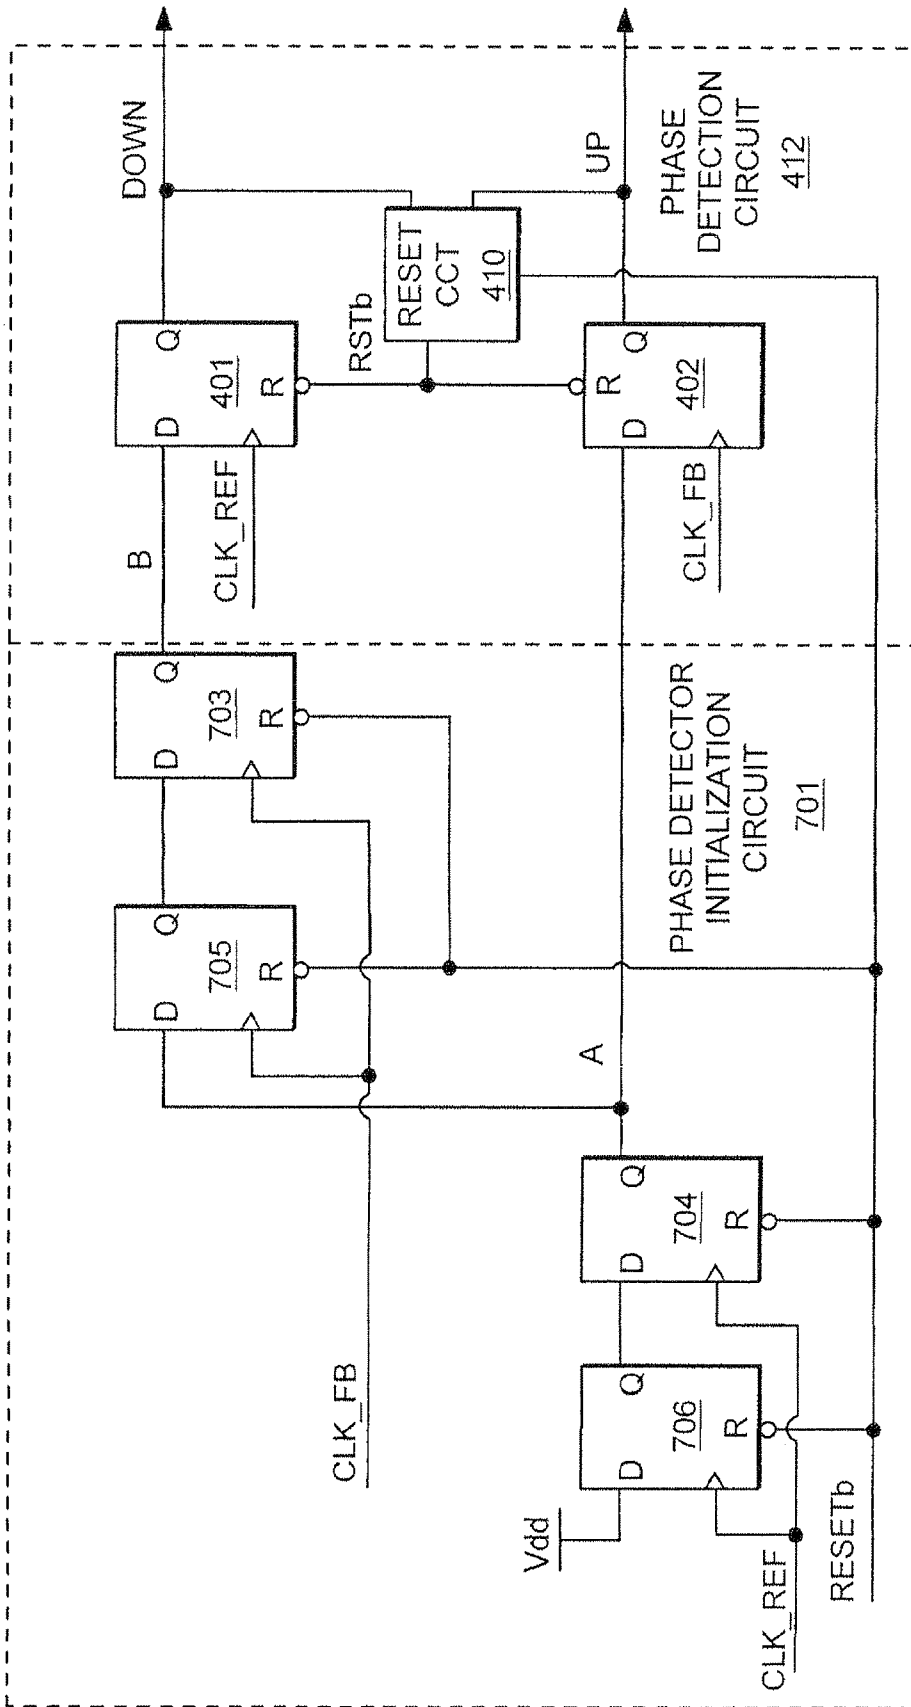 DOWN
B
D
Q
705
R
D
Q
703
R
D
Q
401
R
CLK_REF
RSTb
RESET
CCT
410
CLK_FB
A
UP
Vdd
D
Q
706
R
D
Q
704
R
D
Q
402
R
CLK_FB
CLK_REF
RESETb
PHASE DETECTOR
INITIALIZATION
CIRCUIT
701
PHASE
DETECTION
CIRCUIT
412